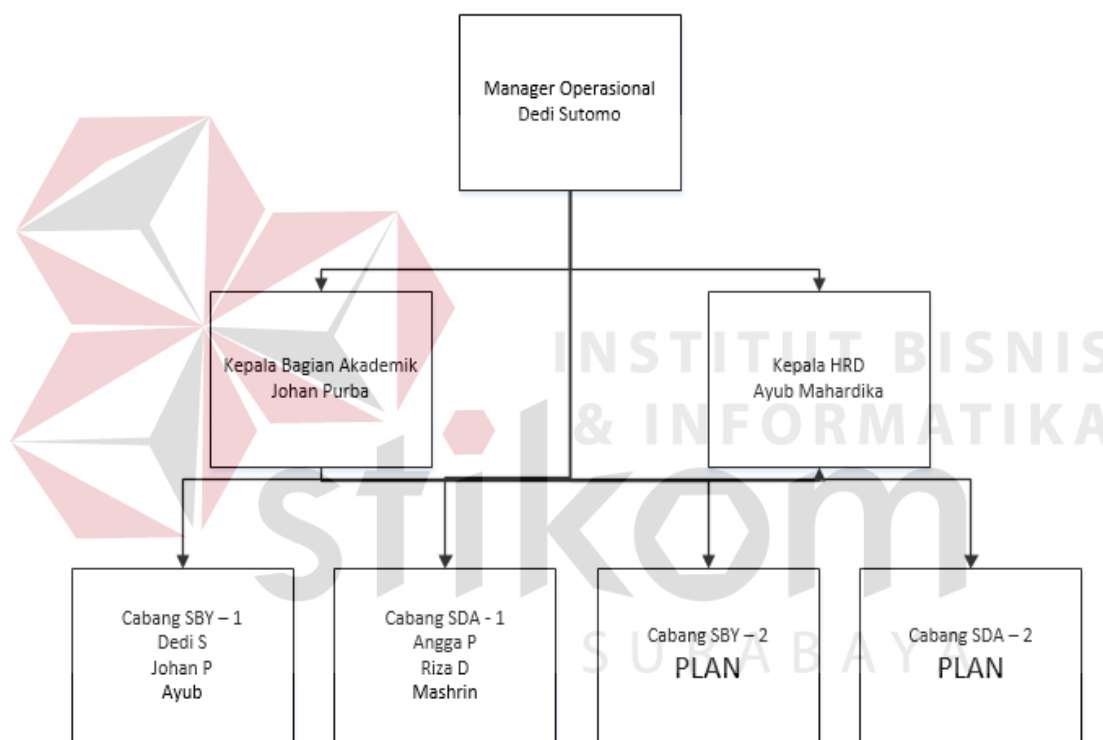 Manager Operasional
Dedi Sutomo
Kepala Bagian Akademik
Johan Purba
Kepala HRD
Ayub Mahardika
INSTITUT BISNIS
& INFORMATIKA
stikom
SURABAYA
Cabang SBY – 1
Dedi S
Johan P
Ayub
Cabang SDA - 1
Angga P
Riza D
Mashrin
Cabang SBY – 2
PLAN
Cabang SDA – 2
PLAN